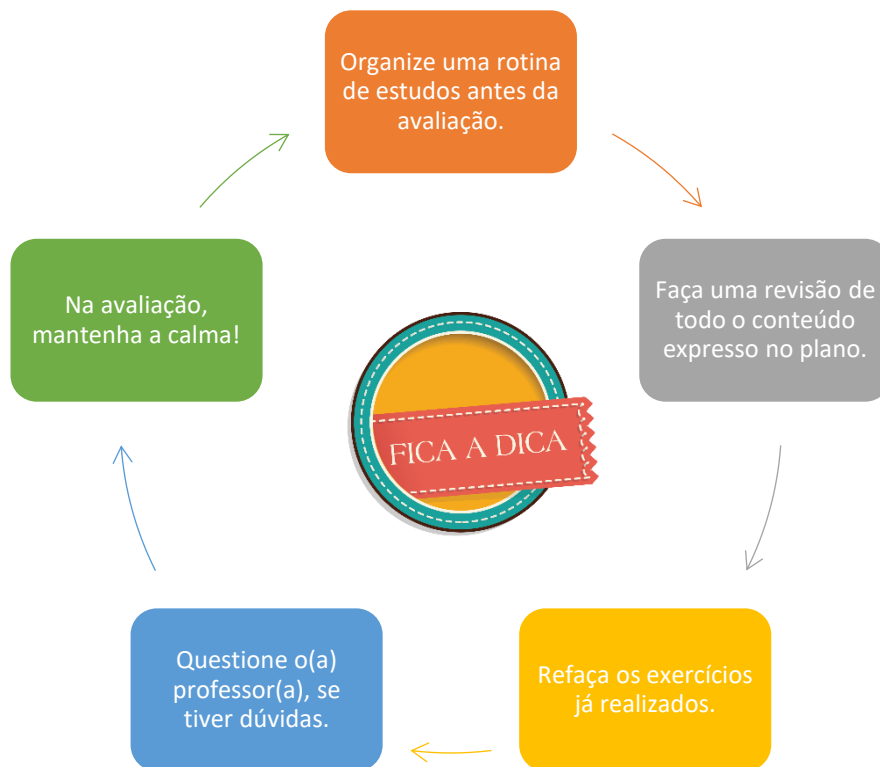 Organize uma rotina
de estudos antes da
avaliação.
Faça uma revisão de
todo o conteúdo
expresso no plano.
Refaça os exercícios
já realizados.
Questione o(a)
professor(a), se
tiver dúvidas.
Na avaliação,
mantenha a calma!
FICA A DICA